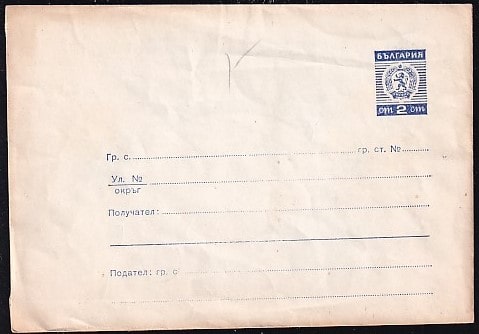 БЪЛГАРИЯ
ст 2 ст
Гр. с. гр. ст. №
Ул. №
окръг
Получател:
Подател: гр. с